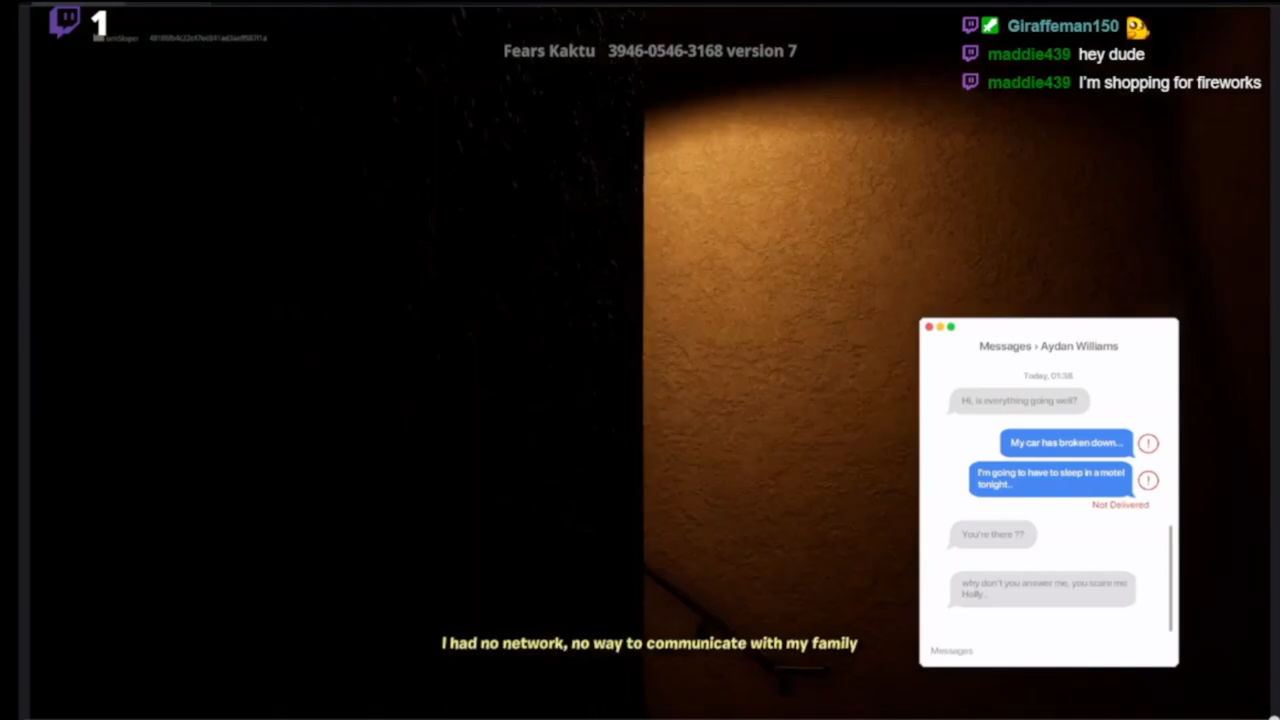 1
Fears Kaktu 3946-0546-3168 version 7
Giraffeman150
maddie439 hey dude
maddie439 I'm shopping for fireworks
Messages › Aydan Williams
Today, 01:38
Hi, is everything going well?
My car has broken down...
I'm going to have to sleep in a motel
tonight..
Not Delivered
You're there ??
why don't you answer me, you scare me
Holly..
Messages
I had no network, no way to communicate with my family